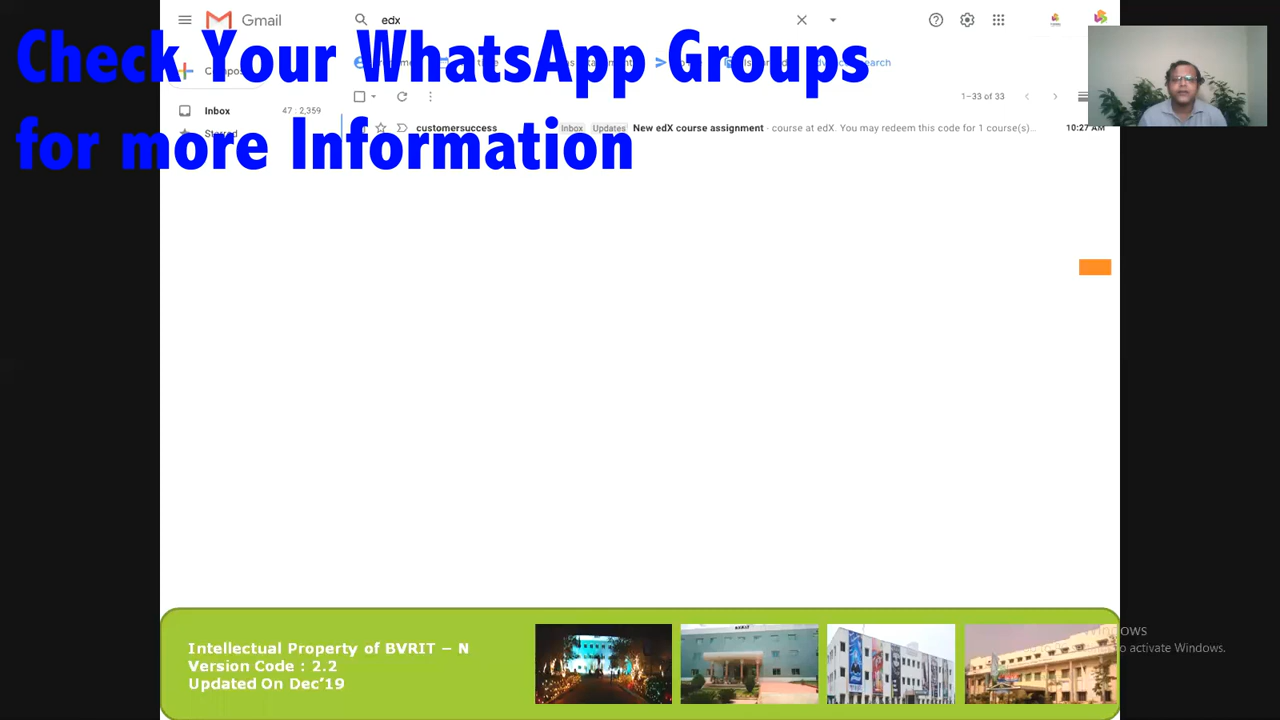 Gmail
edx
Check Your WhatsApp Groups
for more Information
1–33 of 33
Inbox 47 : 2,359
customersuccess Inbox Updates New edX course assignment - course at edX. You may redeem this code for 1 course(s)... 10:27 AM
Intellectual Property of BVRIT – N
Version Code : 2.2
Updated On Dec'19
to activate Windows.